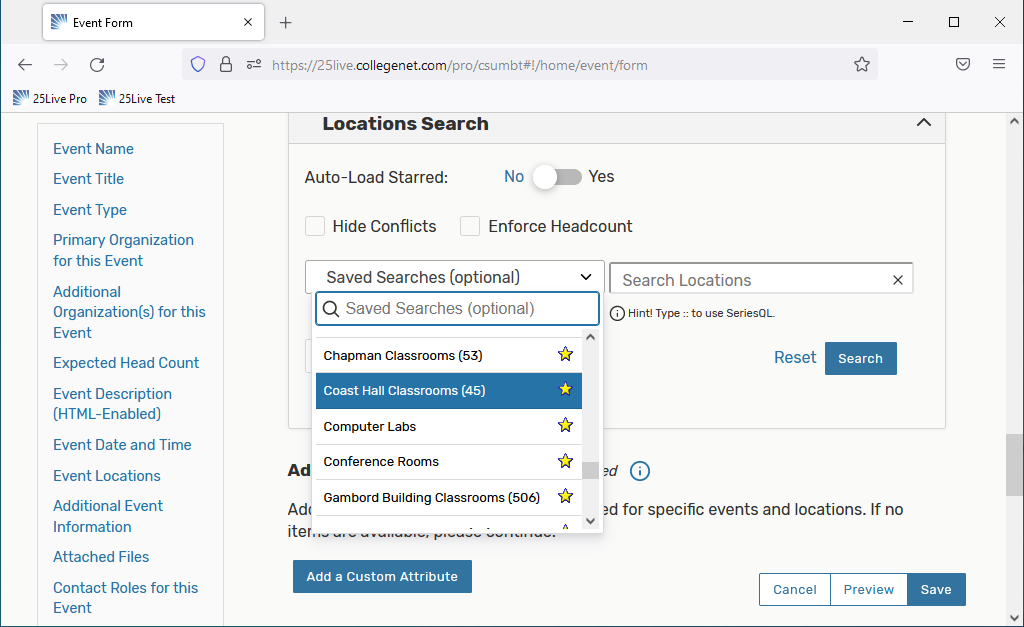 Event Form
https://25live.collegenet.com/pro/csumbt#!/home/event/form
25Live Pro
25Live Test
Event Name
Event Title
Event Type
Primary Organization
for this Event
Additional
Organization(s) for this
Event
Expected Head Count
Event Description
(HTML-Enabled)
Event Date and Time
Event Locations
Additional Event
Information
Attached Files
Contact Roles for this
Event
Locations Search
Auto-Load Starred:
No
Yes
Hide Conflicts
Enforce Headcount
Saved Searches (optional)
Search Locations
Saved Searches (optional)
Hint! Type :: to use SeriesQL.
Chapman Classrooms (53)
Coast Hall Classrooms (45)
Computer Labs
Conference Rooms
Gambord Building Classrooms (506)
Reset
Search
Ad
ed
Add
ed for specific events and locations. If no
items are available, please continue.
Add a Custom Attribute
Cancel
Preview
Save